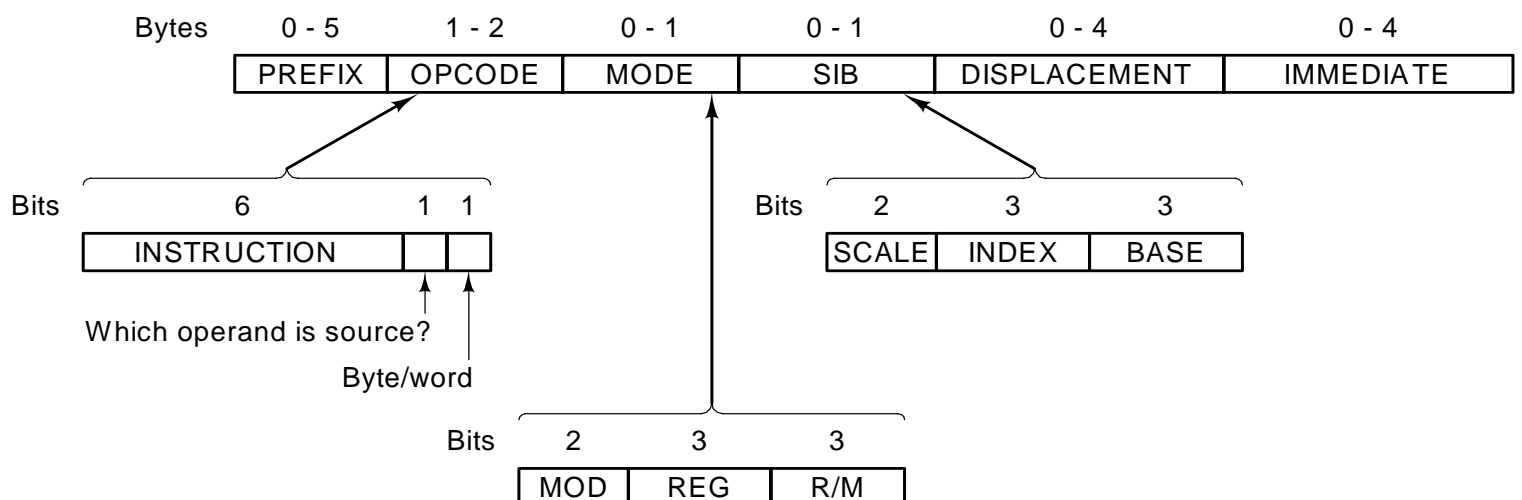 Bytes 0 - 5 1 - 2 0 - 1 0 - 1 0 - 4 0 - 4
PREFIX OPCODE MODE SIB DISPLACEMENT IMMEDIATE
Bits 6 1 1 Bits 2 3 3
INSTRUCTION SCALE INDEX BASE
Which operand is source?
Byte/word
Bits 2 3 3
MOD REG R/M